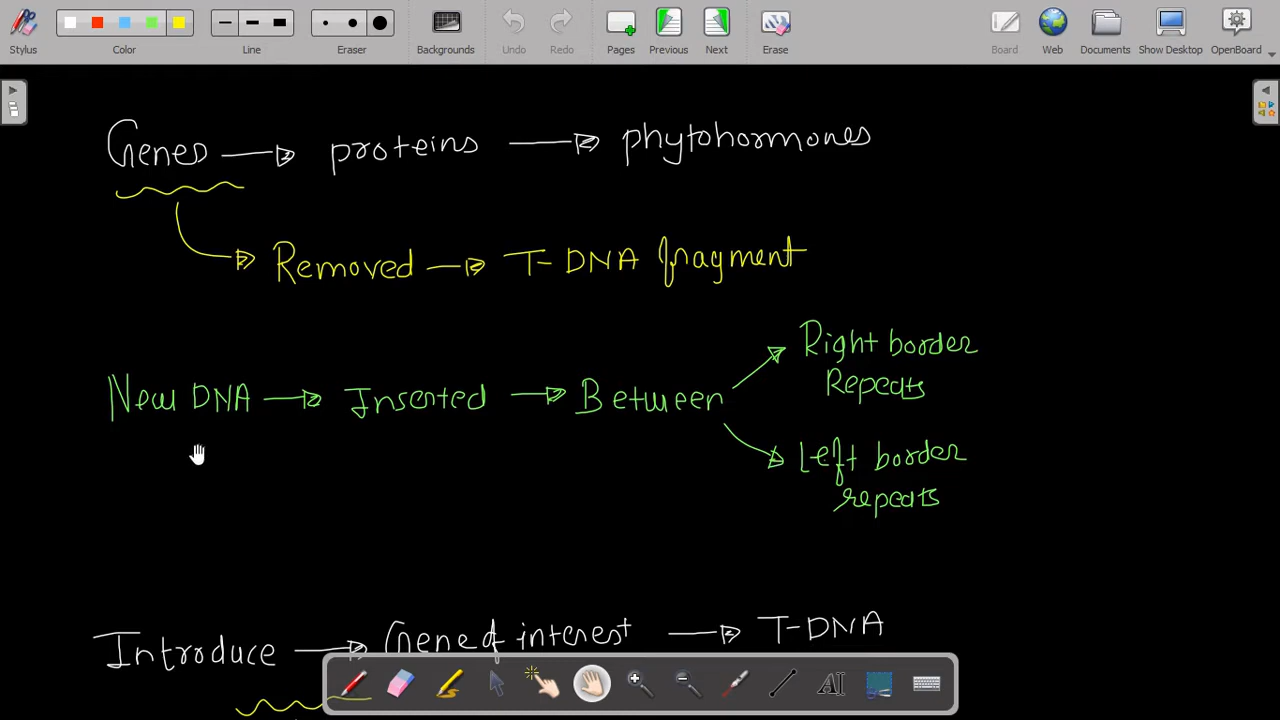 Stylus
Color
Line
Eraser
Backgrounds
Undo
Redo
Pages
Previous
Next
Erase
Board
Web
Documents
Show Desktop
OpenBoard
Genes → proteins → phytohormones
Removed → T-DNA fragment
New DNA → Inserted → Between
Right border
Repeats
Left border
repeats
Introduce → Gene of interest → T-DNA
AI